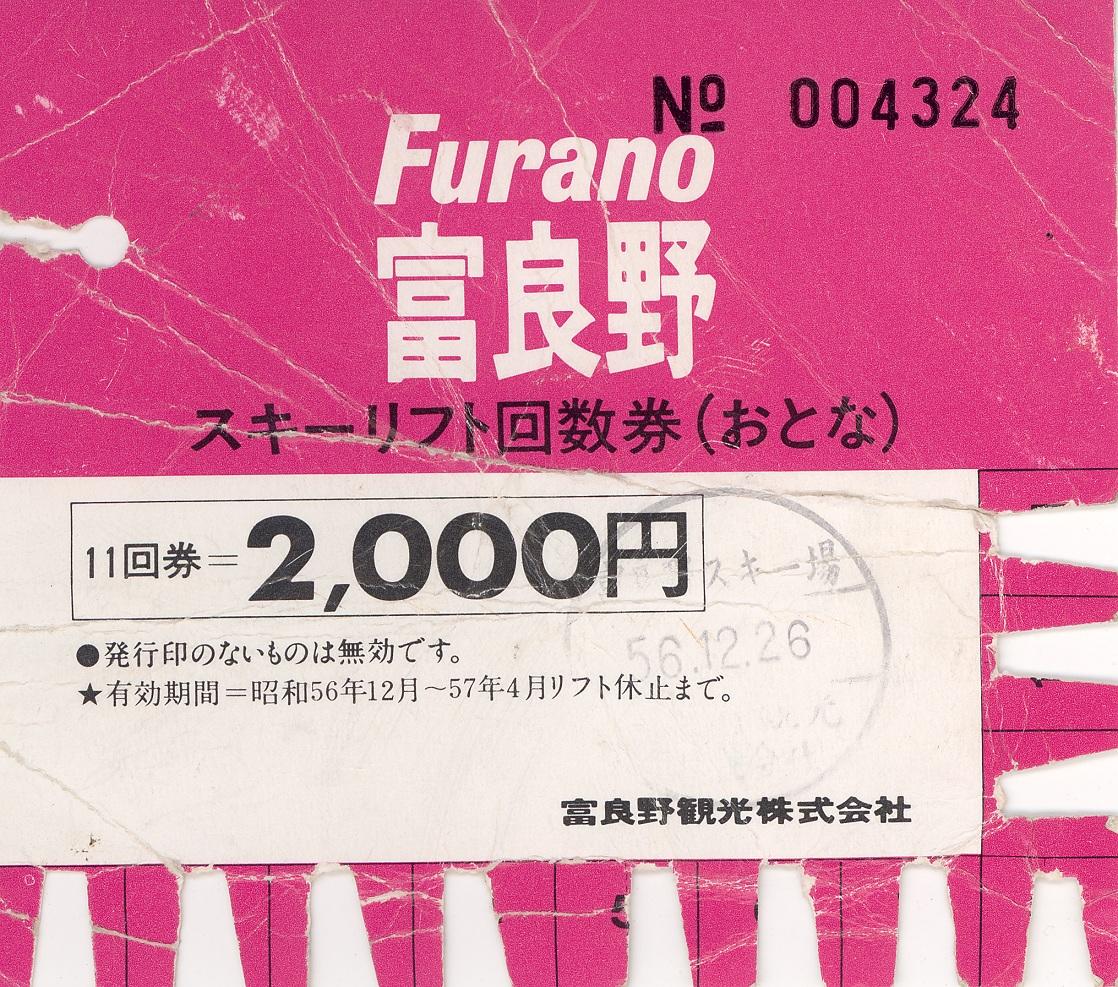 № 004324
Furano
富良野
スキーリフト回数券(おとな)
11回券=2,000円
スキー場
56.12.26
●発行印のないものは無効です。
★有効期間=昭和56年12月~57年4月リフト休止まで。
富良野観光株式会社
5